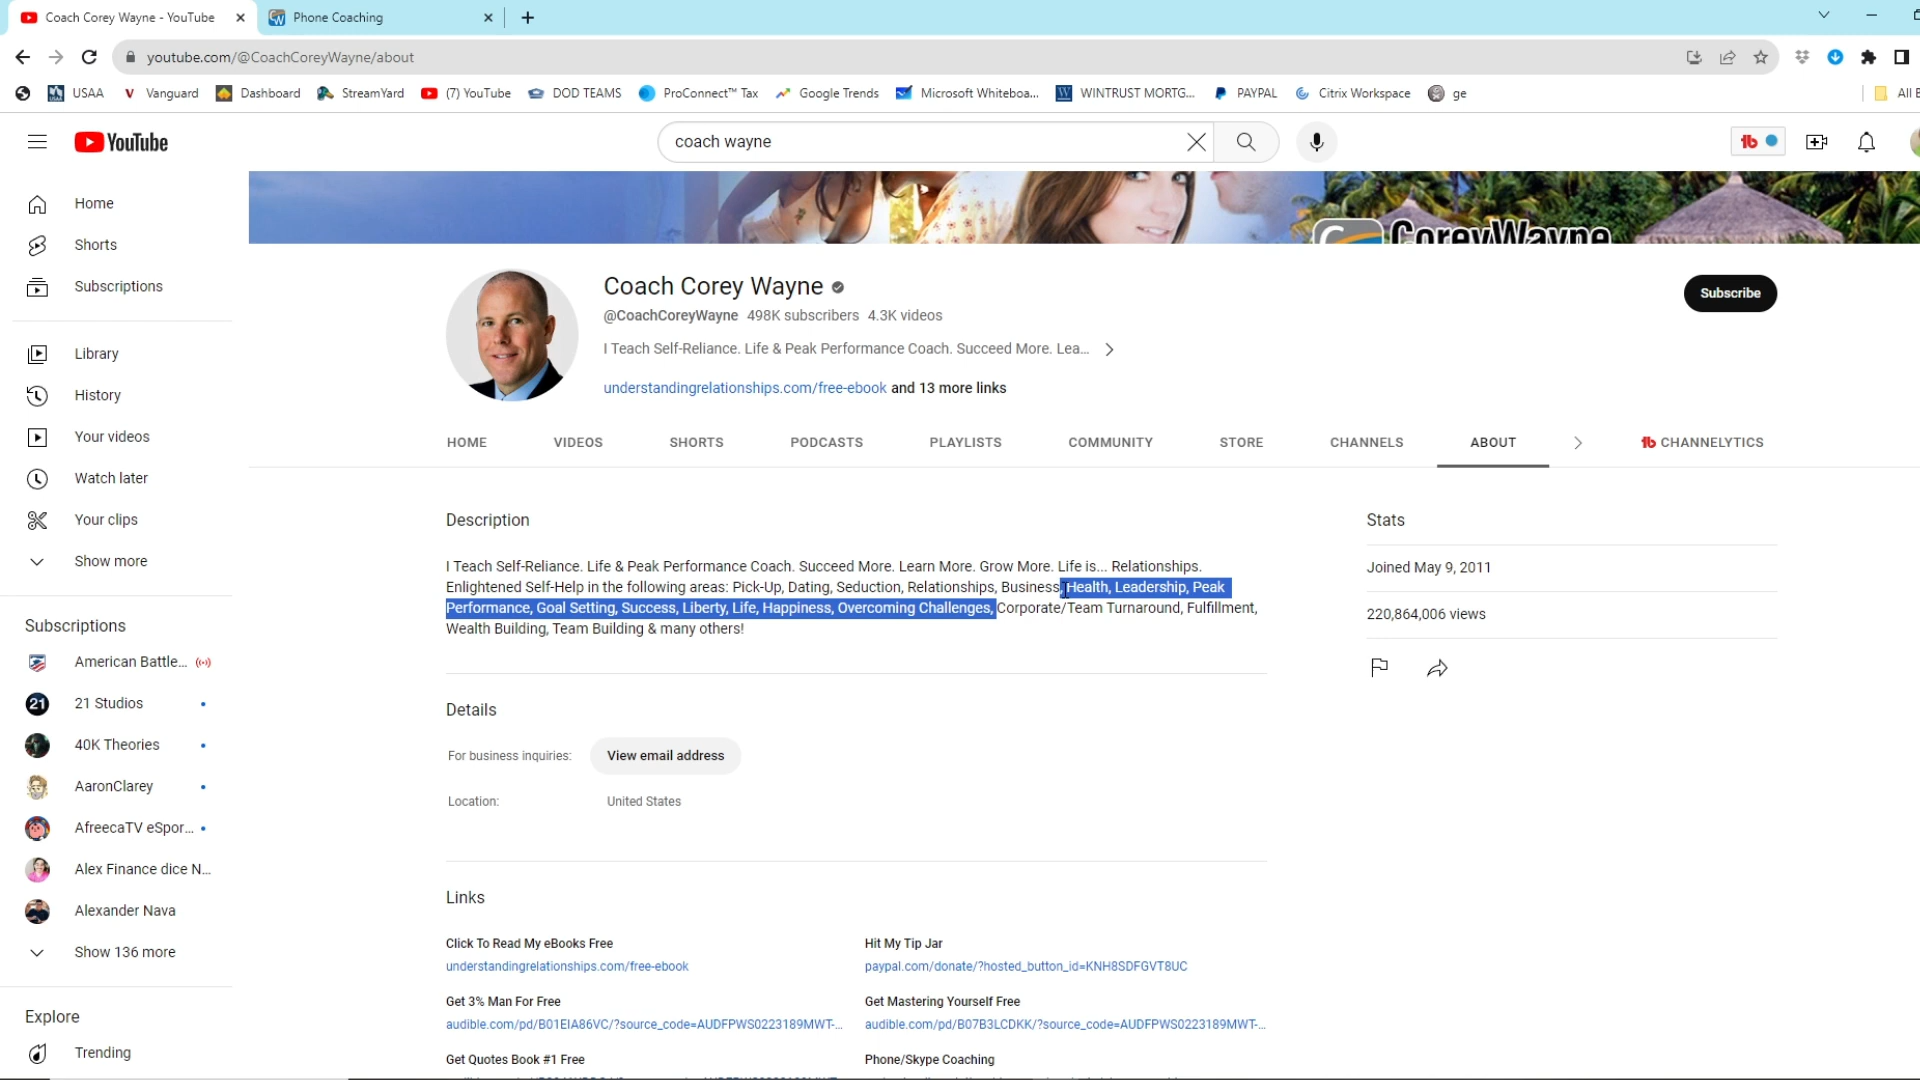 Coach Corey Wayne - YouTube
Phone Coaching
youtube.com/@CoachCoreyWayne/about
USAA
Vanguard
Dashboard
StreamYard
(7) YouTube
DOD TEAMS
ProConnect™ Tax
Google Trends
Microsoft Whiteboa...
WINTRUST MORTG...
PAYPAL
Citrix Workspace
ge
All
YouTube
coach wayne
Home
Shorts
Subscriptions
Library
History
Your videos
Watch later
Your clips
Show more
Subscriptions
American Battle...
21 Studios
40K Theories
AaronClarey
AfreecaTV eSpor...
Alex Finance dice N...
Alexander Nava
Show 136 more
Explore
Trending
CoreyWayne
Coach Corey Wayne
@CoachCoreyWayne 498K subscribers 4.3K videos
I Teach Self-Reliance. Life & Peak Performance Coach. Succeed More. Lea...
understandingrelationships.com/free-ebook and 13 more links
Subscribe
HOME
VIDEOS
SHORTS
PODCASTS
PLAYLISTS
COMMUNITY
STORE
CHANNELS
ABOUT
CHANNELYTICS
Description
I Teach Self-Reliance. Life & Peak Performance Coach. Succeed More. Learn More. Grow More. Life is... Relationships.
Enlightened Self-Help in the following areas: Pick-Up, Dating, Seduction, Relationships, Business, Health, Leadership, Peak
Performance, Goal Setting, Success, Liberty, Life, Happiness, Overcoming Challenges, Corporate/Team Turnaround, Fulfillment,
Wealth Building, Team Building & many others!
Stats
Joined May 9, 2011
220,864,006 views
Details
For business inquiries:
View email address
Location:
United States
Links
Click To Read My eBooks Free
understandingrelationships.com/free-ebook
Hit My Tip Jar
paypal.com/donate/?hosted_button_id=KNH8SDFGVT8UC
Get 3% Man For Free
audible.com/pd/B01EIA86VC/?source_code=AUDFPWS0223189MWT-...
Get Mastering Yourself Free
audible.com/pd/B07B3LCDKK/?source_code=AUDFPWS0223189MWT-...
Get Quotes Book #1 Free
Phone/Skype Coaching